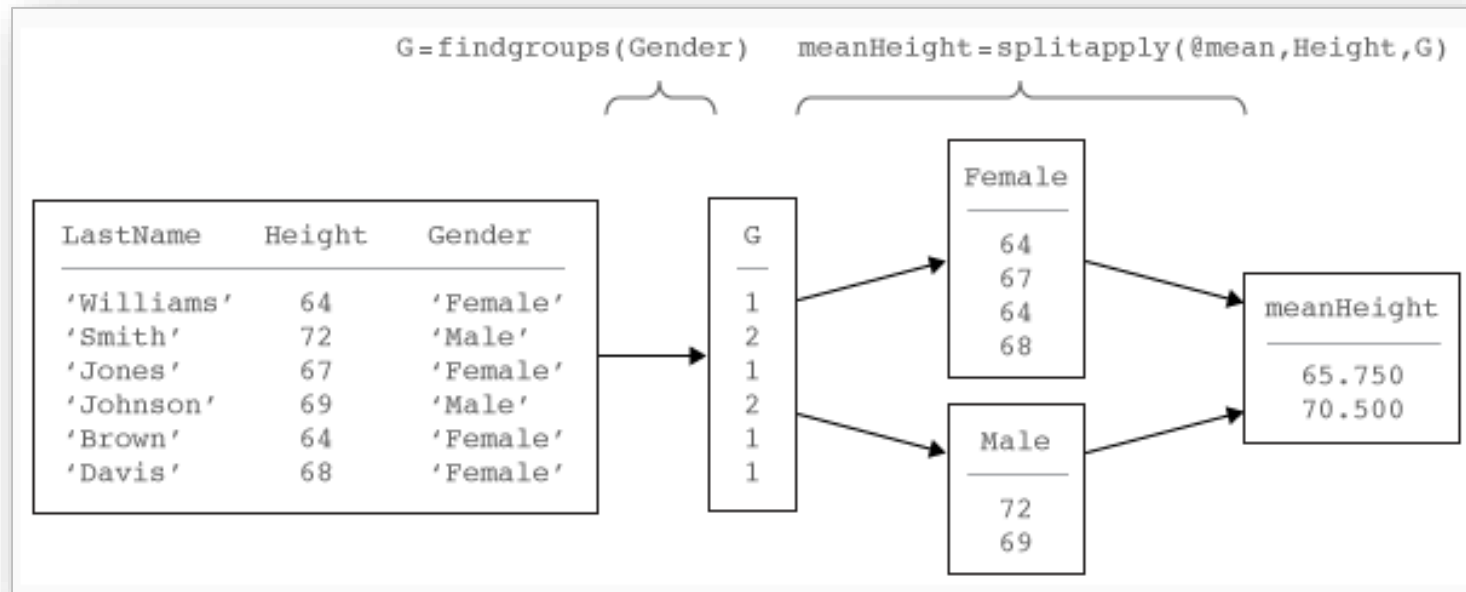 G=findgroups(Gender) meanHeight=splitapply(@mean,Height,G)
LastName Height Gender
‘Williams’ 64 ‘Female’
‘Smith’ 72 ‘Male’
‘Jones’ 67 ‘Female’
‘Johnson’ 69 ‘Male’
‘Brown’ 64 ‘Female’
‘Davis’ 68 ‘Female’
G
1
2
1
2
1
1
Female
64
67
64
68
Male
72
69
meanHeight
65.750
70.500